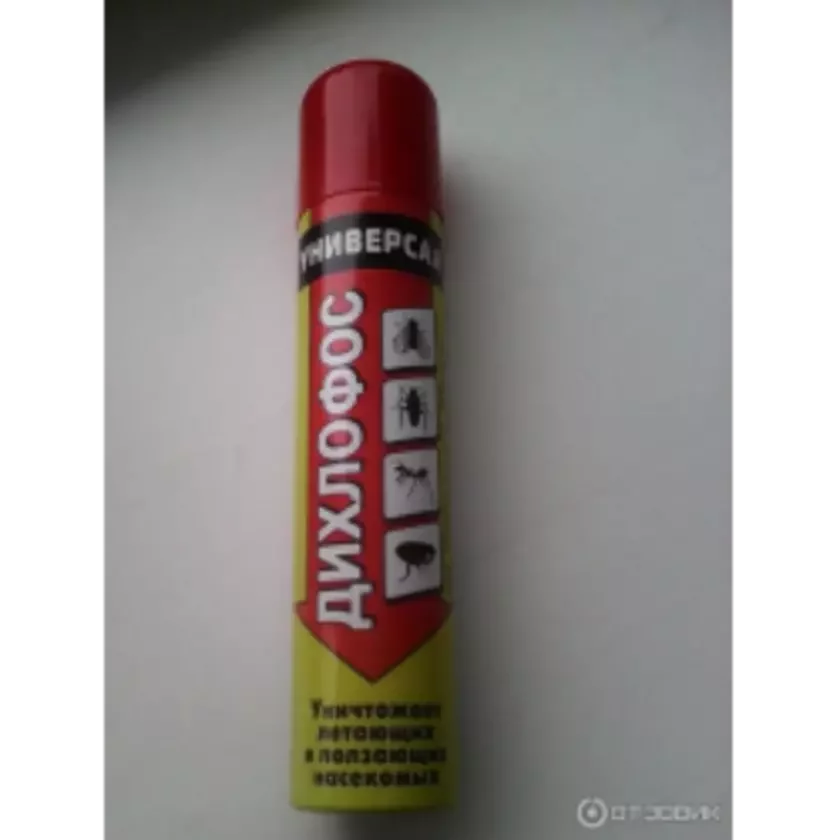 УНИВЕРСАЛ
ДИХЛОФОС
Уничтожает
летающих
и ползающих
насекомых
ОТЗОВИК